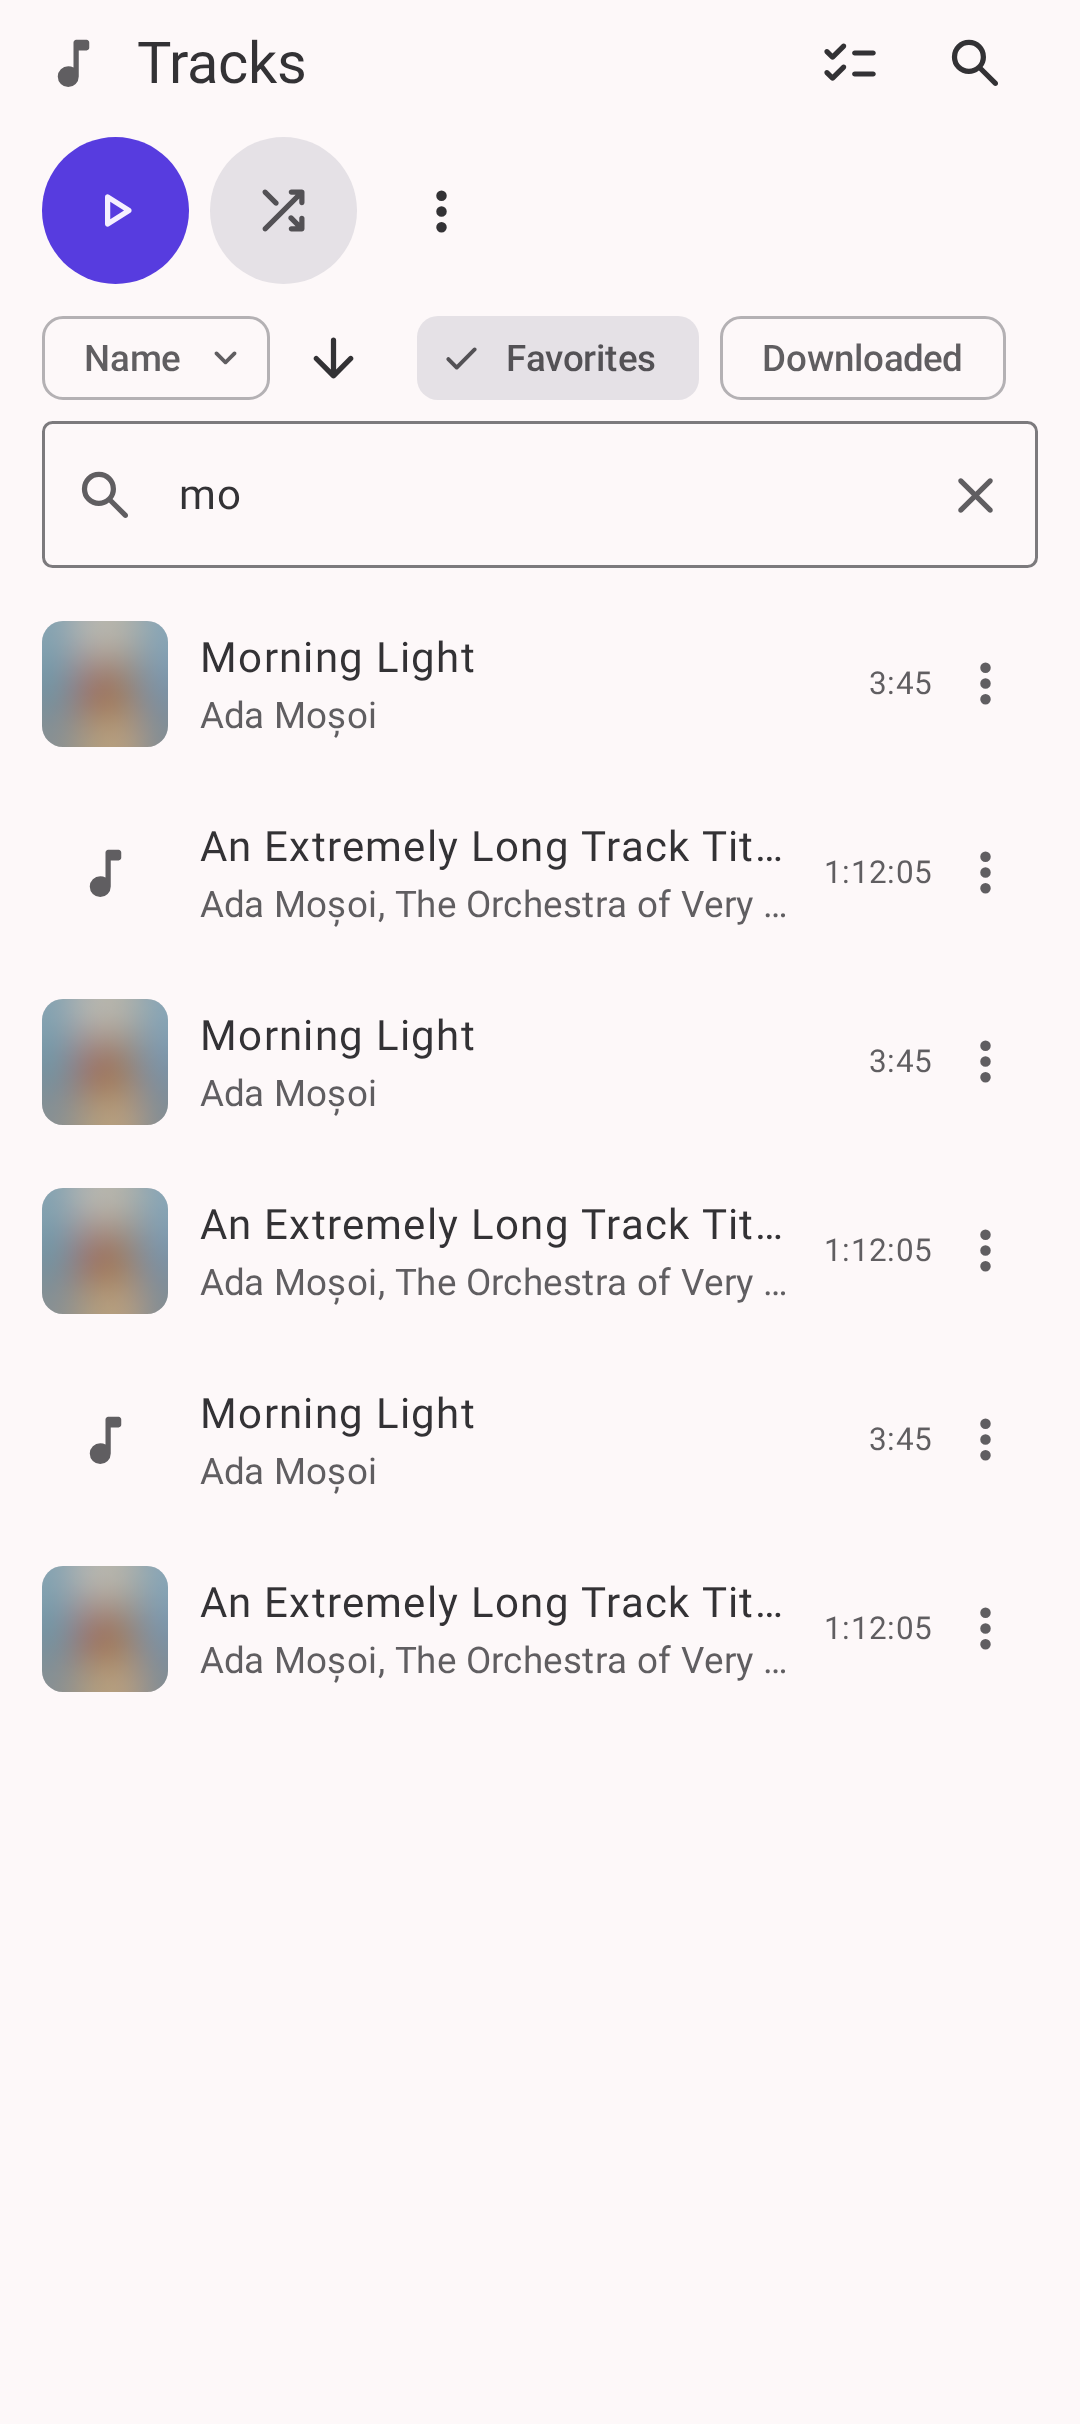 Tracks
Name
Favorites
Downloaded
mo
Morning Light
Ada Moșoi
3:45
An Extremely Long Track Tit…
Ada Moșoi, The Orchestra of Very …
1:12:05
Morning Light
Ada Moșoi
3:45
An Extremely Long Track Tit…
Ada Moșoi, The Orchestra of Very …
1:12:05
Morning Light
Ada Moșoi
3:45
An Extremely Long Track Tit…
Ada Moșoi, The Orchestra of Very …
1:12:05